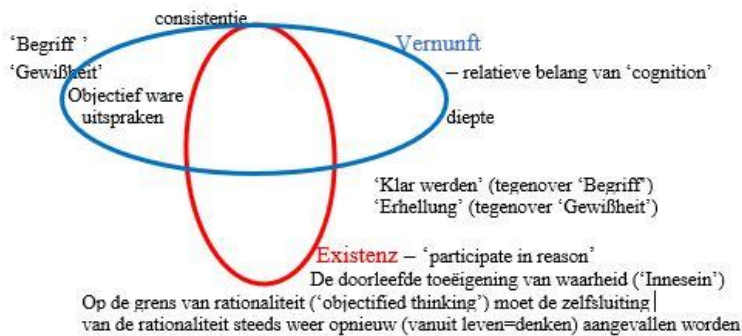 consistentie
‘Begriff ’
Vernunft
‘Gewißheit’
– relatieve belang van ‘cognition’
Objectief ware
uitspraken
diepte
‘Klar werden’ (tegenover ‘Begriff’)
‘Erhellung’ (tegenover ‘Gewißheit’)
Existenz – ‘participate in reason’
De doorleefde toeëigening van waarheid (‘Innesein’)
Op de grens van rationaliteit (‘objectified thinking’) moet de zelfsluiting
van de rationaliteit steeds weer opnieuw (vanuit leven=denken) aangevallen worden